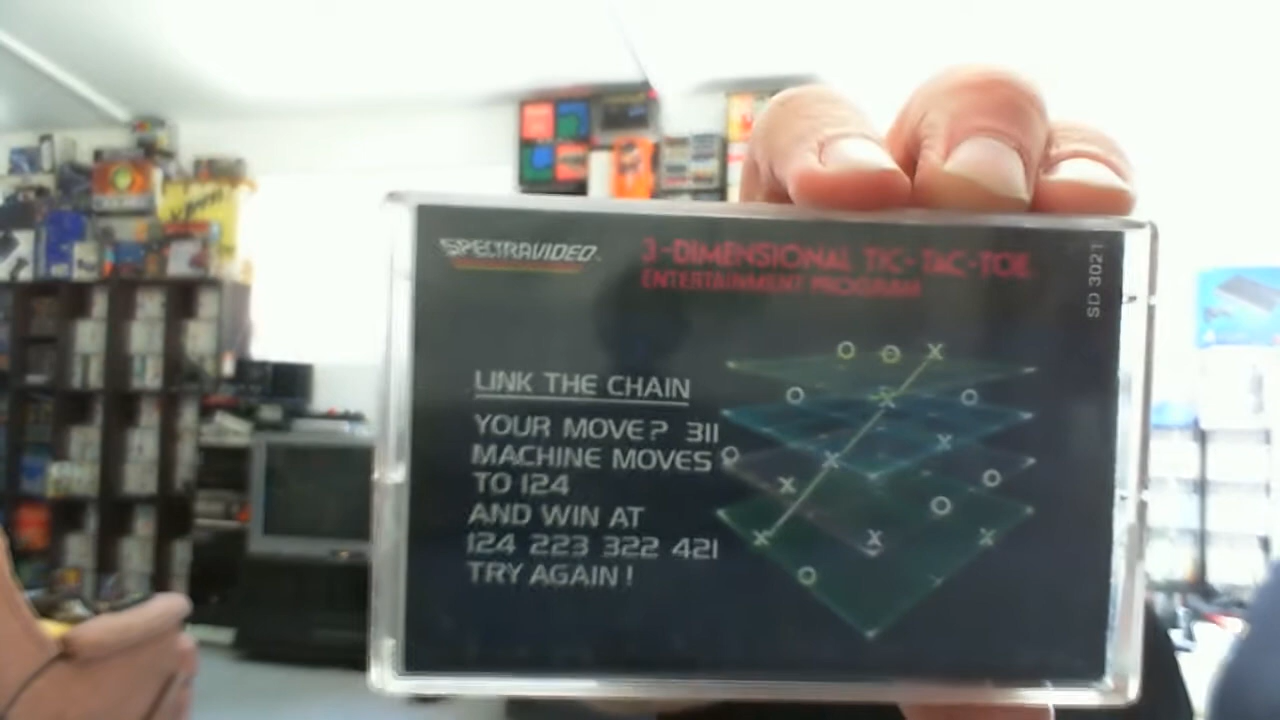 SPECTRAVIDEO
3-DIMENSIONAL TIC-TAC-TOE
ENTERTAINMENT PROGRAM
SD 3021
LINK THE CHAIN
YOUR MOVE? 311
MACHINE MOVES
TO 124
AND WIN AT
124 223 322 421
TRY AGAIN!